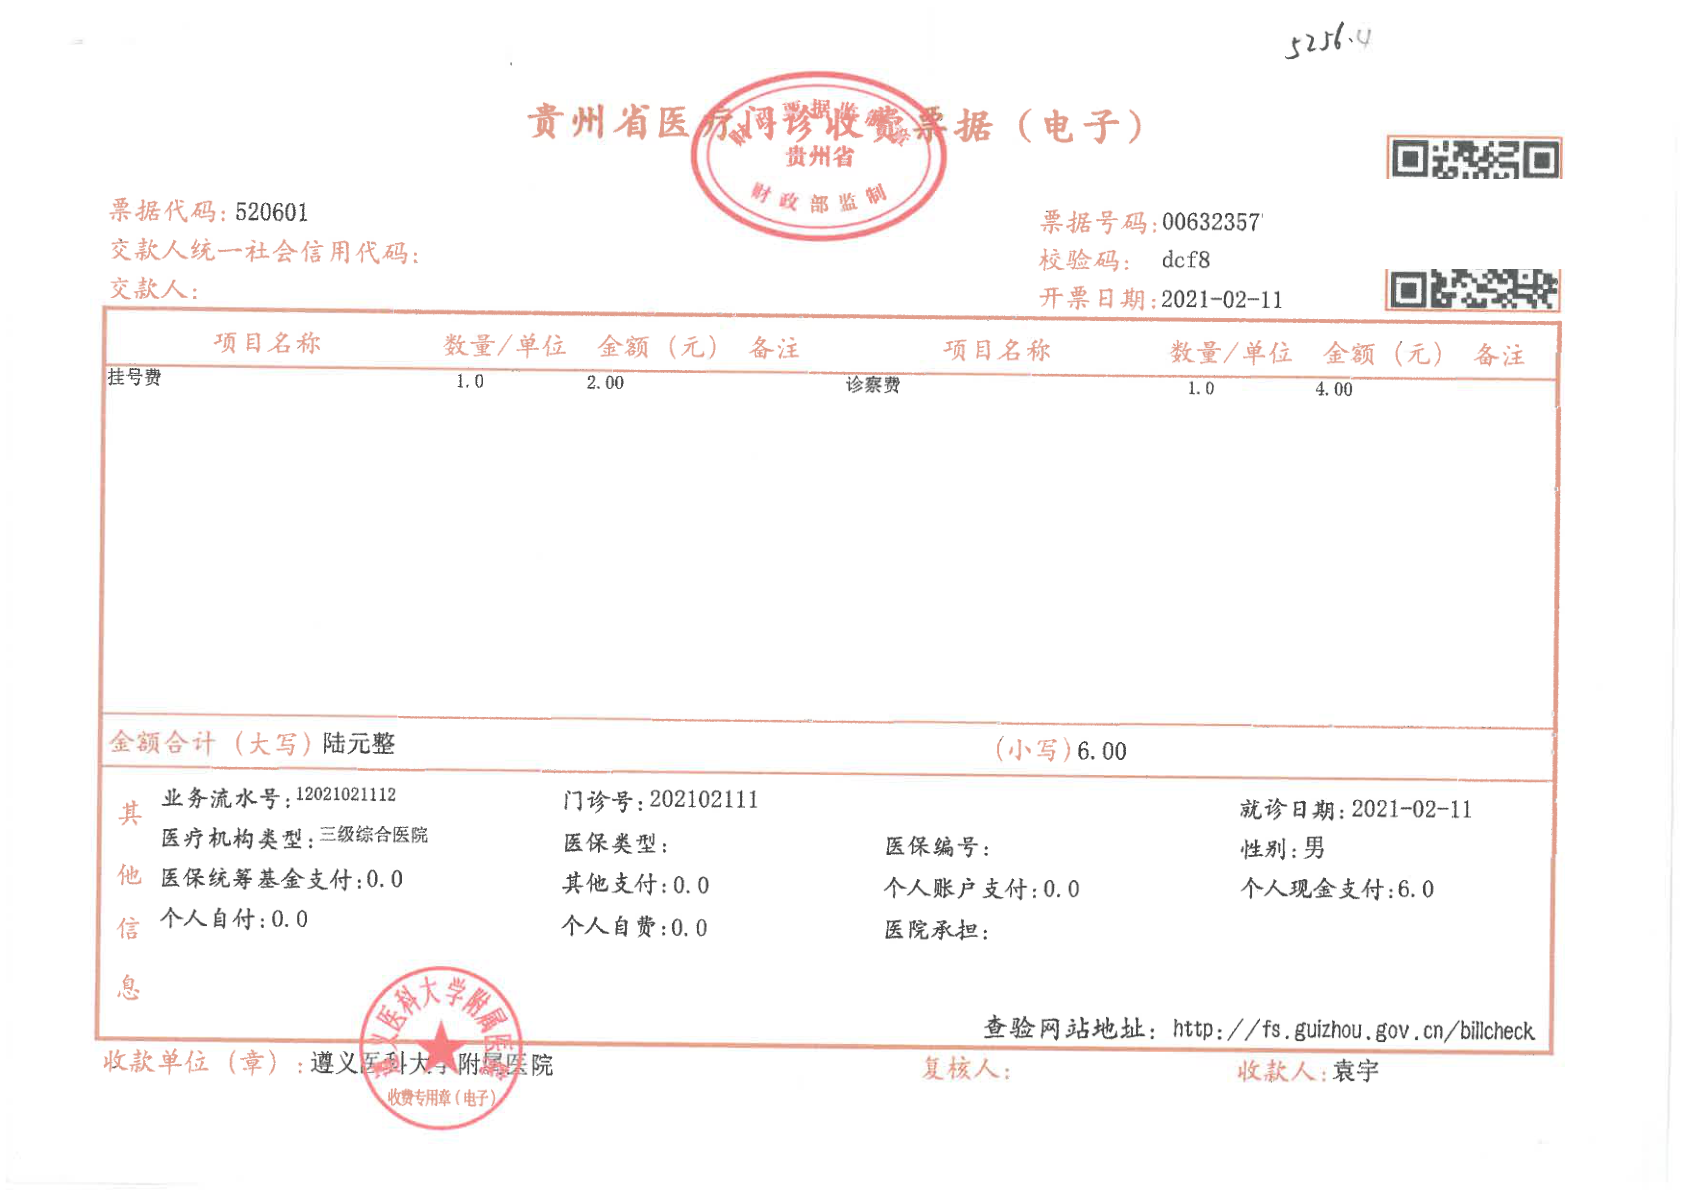 5256.4
贵州省医疗门诊收费票据（电子）
贵州省
财政部监制
票据代码: 520601
票据号码:00632357
交款人统一社会信用代码:
校验码: dcf8
交款人:
开票日期:2021-02-11
项目名称 数量/单位 金额（元） 备注 项目名称 数量/单位 金额（元） 备注
挂号费 1.0 2.00 诊察费 1.0 4.00
金额合计（大写）陆元整 （小写）6.00
其他信息
业务流水号:12021021112 门诊号:202102111 就诊日期:2021-02-11
医疗机构类型:三级综合医院 医保类型: 医保编号: 性别:男
医保统筹基金支付:0.0 其他支付:0.0 个人账户支付:0.0 个人现金支付:6.0
个人自付:0.0 个人自费:0.0 医院承担:
查验网站地址: http://fs.guizhou.gov.cn/billcheck
收款单位（章）:遵义医科大学附属医院 复核人: 收款人:袁宇
遵义医科大学附属医院
收费专用章(电子)